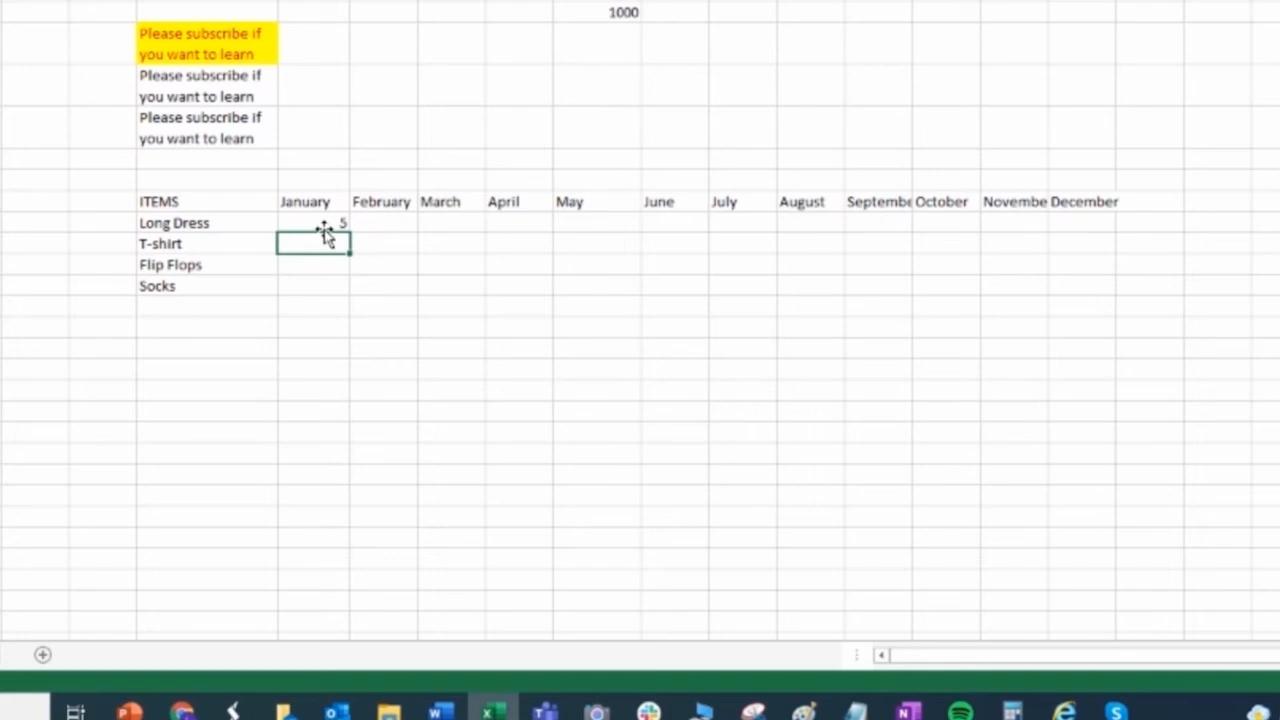 1000
Please subscribe if
you want to learn
Please subscribe if
you want to learn
Please subscribe if
you want to learn
ITEMS January February March April May June July August Septembe October Novembe December
Long Dress 5
T-shirt
Flip Flops
Socks